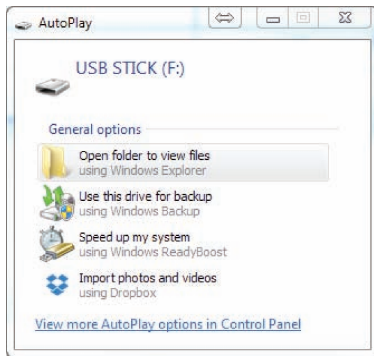 AutoPlay
USB STICK (F:)
General options
Open folder to view files
using Windows Explorer
Use this drive for backup
using Windows Backup
Speed up my system
using Windows ReadyBoost
Import photos and videos
using Dropbox
View more AutoPlay options in Control Panel